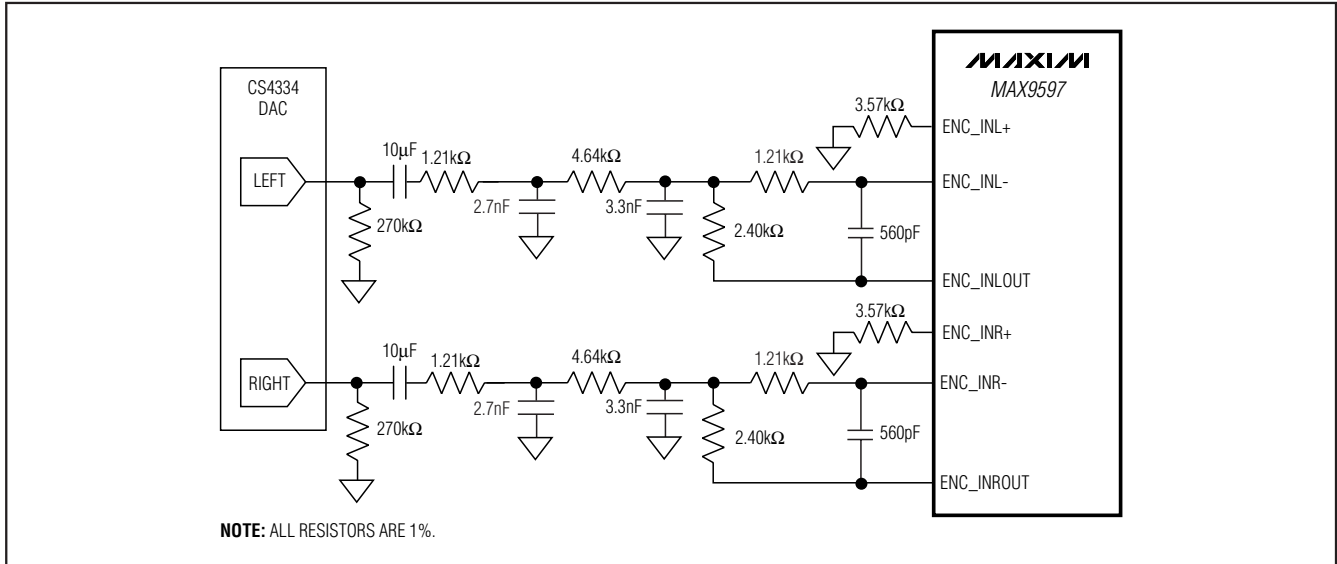 MAXIM
MAX9597
CS4334
DAC
3.57kΩ
ENC_INL+
10µF
1.21kΩ
4.64kΩ
1.21kΩ
LEFT
ENC_INL-
2.7nF
3.3nF
270kΩ
2.40kΩ
560pF
ENC_INLOUT
3.57kΩ
ENC_INR+
10µF
1.21kΩ
4.64kΩ
1.21kΩ
RIGHT
ENC_INR-
2.7nF
3.3nF
270kΩ
2.40kΩ
560pF
ENC_INROUT
NOTE: ALL RESISTORS ARE 1%.